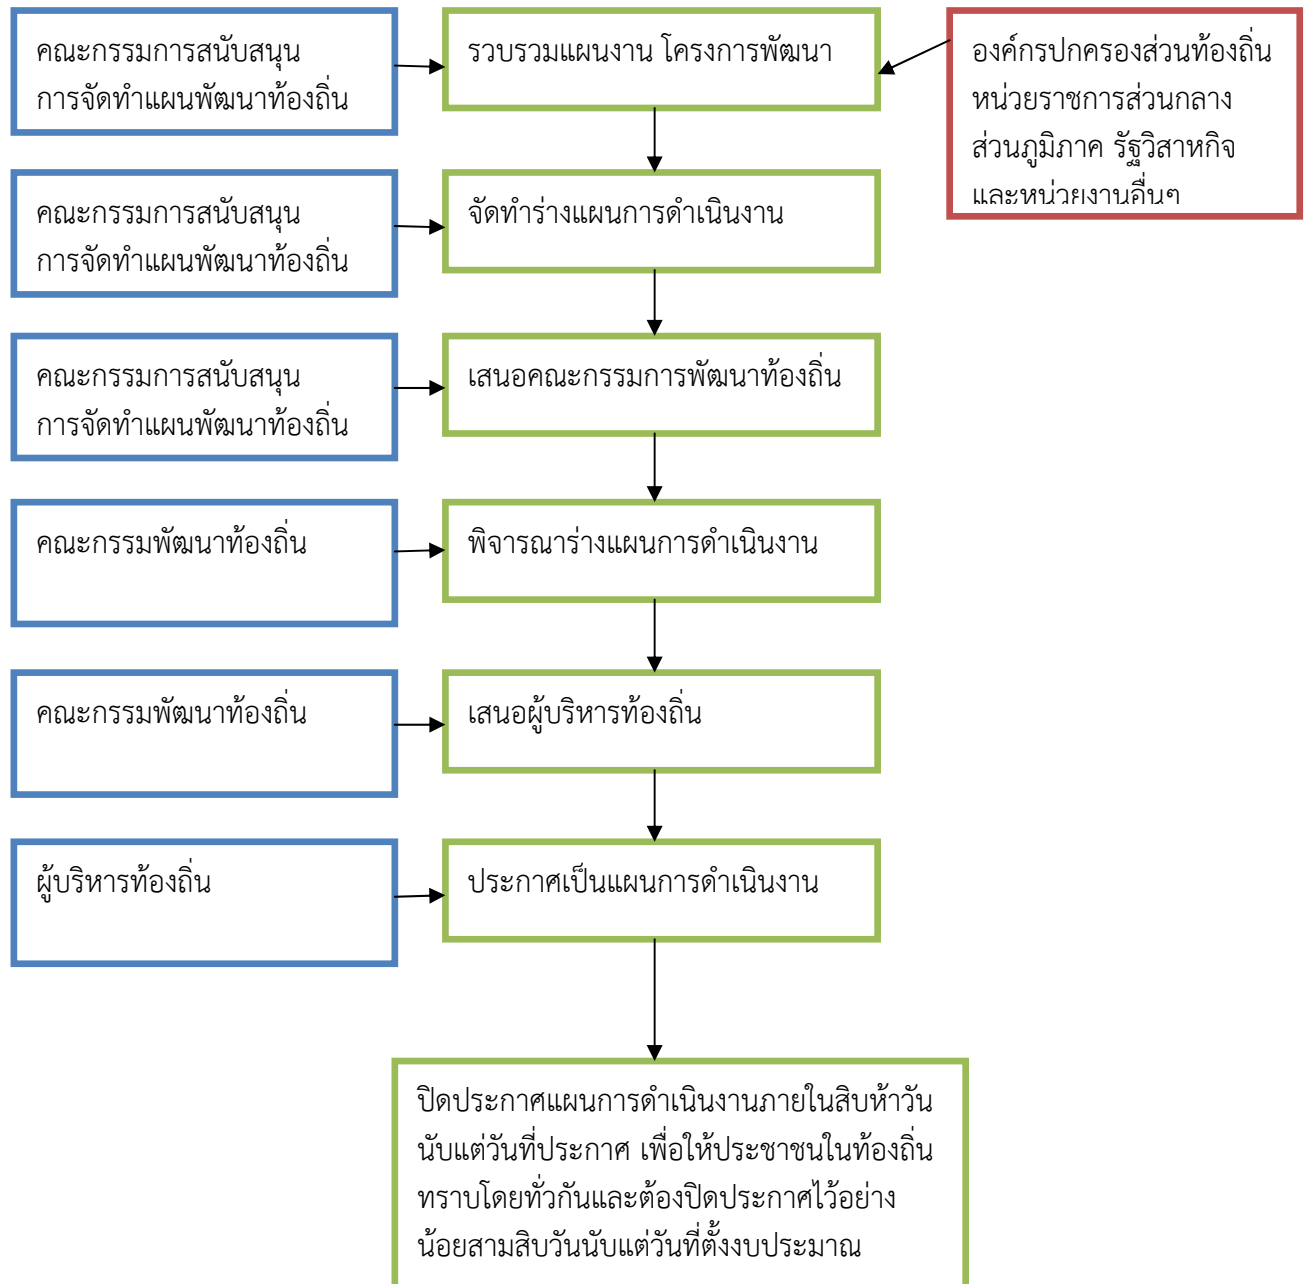 คณะกรรมการสนับสนุน
การจัดทำแผนพัฒนาท้องถิ่น
รวบรวมแผนงาน โครงการพัฒนา
องค์กรปกครองส่วนท้องถิ่น
หน่วยราชการส่วนกลาง
ส่วนภูมิภาค รัฐวิสาหกิจ
และหน่วยงานอื่นๆ
คณะกรรมการสนับสนุน
การจัดทำแผนพัฒนาท้องถิ่น
จัดทำร่างแผนการดำเนินงาน
คณะกรรมการสนับสนุน
การจัดทำแผนพัฒนาท้องถิ่น
เสนอคณะกรรมการพัฒนาท้องถิ่น
คณะกรรมพัฒนาท้องถิ่น
พิจารณาร่างแผนการดำเนินงาน
คณะกรรมพัฒนาท้องถิ่น
เสนอผู้บริหารท้องถิ่น
ผู้บริหารท้องถิ่น
ประกาศเป็นแผนการดำเนินงาน
ปิดประกาศแผนการดำเนินงานภายในสิบห้าวัน
นับแต่วันที่ประกาศ เพื่อให้ประชาชนในท้องถิ่น
ทราบโดยทั่วกันและต้องปิดประกาศไว้อย่าง
น้อยสามสิบวันนับแต่วันที่ตั้งงบประมาณ